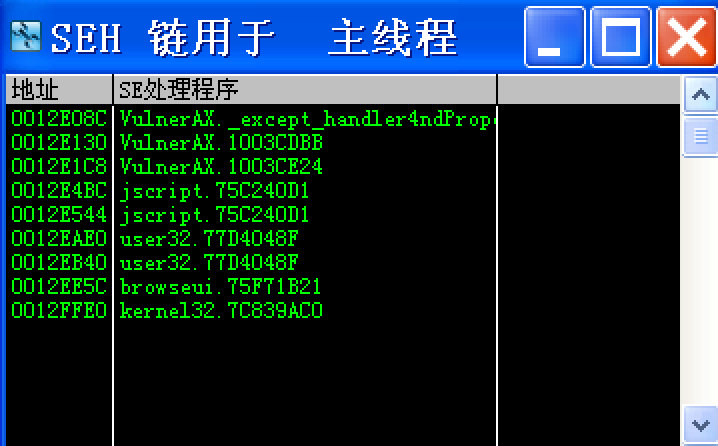 SEH 链用于 主线程
地址 SE处理程序
0012E08C VulnerAX._except_handler4ndPrope
0012E130 VulnerAX.1003CDBB
0012E1C8 VulnerAX.1003CE24
0012E4BC jscript.75C240D1
0012E544 jscript.75C240D1
0012EAE0 user32.77D4048F
0012EB40 user32.77D4048F
0012EE5C browseui.75F71B21
0012FFE0 kernel32.7C839AC0